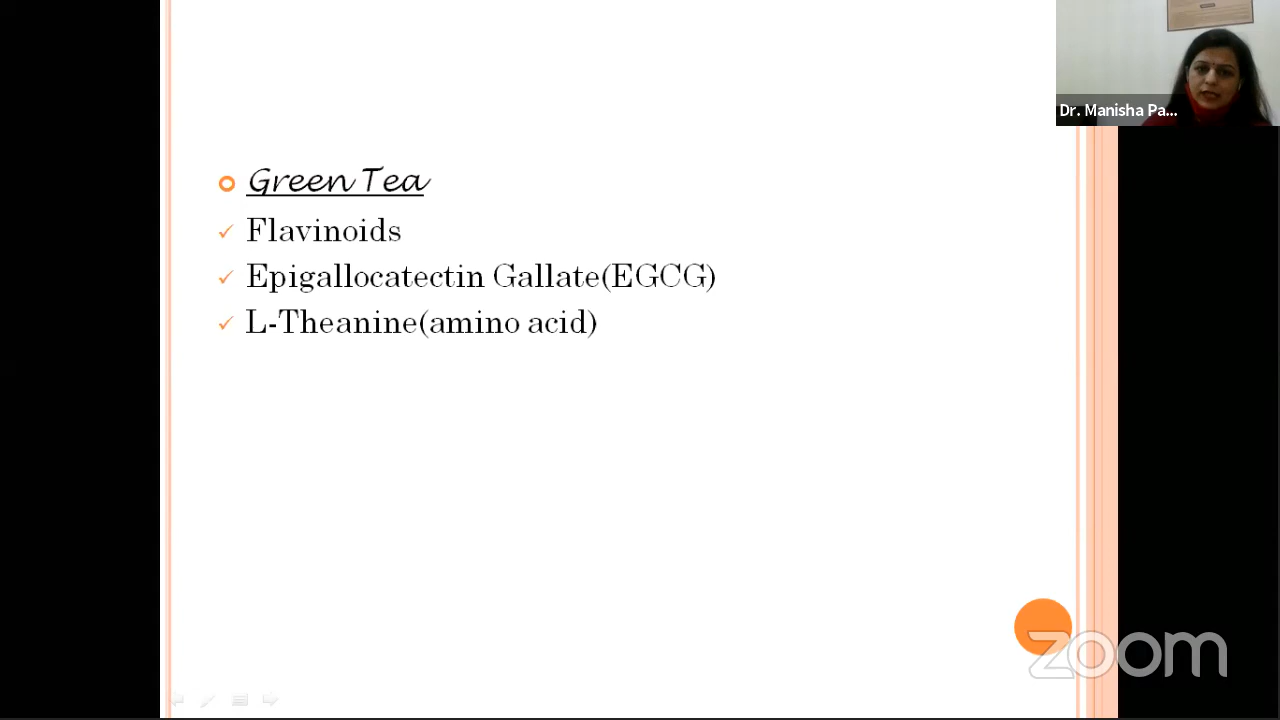 Dr. Manisha Pa...
Green Tea
Flavinoids
Epigallocatectin Gallate(EGCG)
L-Theanine(amino acid)
zoom